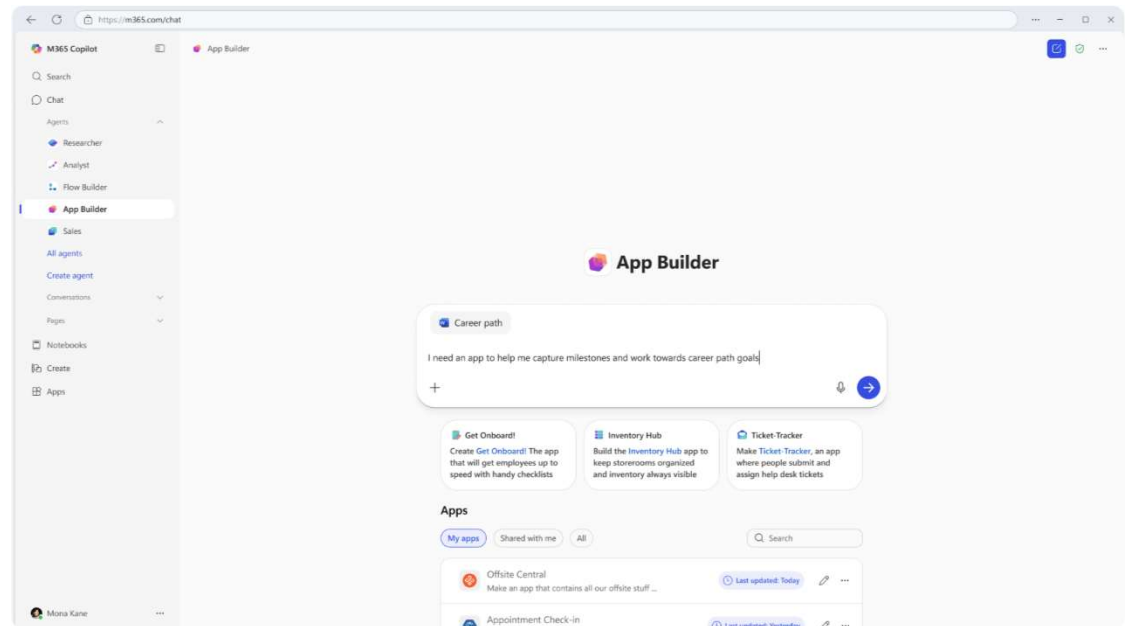 https://m365.com/chat
M365 Copilot
App Builder
Search
Chat
Agents
Researcher
Analyst
Flow Builder
App Builder
Sales
All agents
Create agent
Conversations
Pages
Notebooks
Create
Apps
Mona Kane
App Builder
Career path
I need an app to help me capture milestones and work towards career path goals
Get Onboard!
Create Get Onboard! The app
that will get employees up to
speed with handy checklists
Inventory Hub
Build the Inventory Hub app to
keep storerooms organized
and inventory always visible
Ticket-Tracker
Make Ticket-Tracker, an app
where people submit and
assign help desk tickets
Apps
My apps
Shared with me
All
Search
Offsite Central
Make an app that contains all our offsite stuff ...
Last updated: Today
Appointment Check-in
Last updated: Yesterday